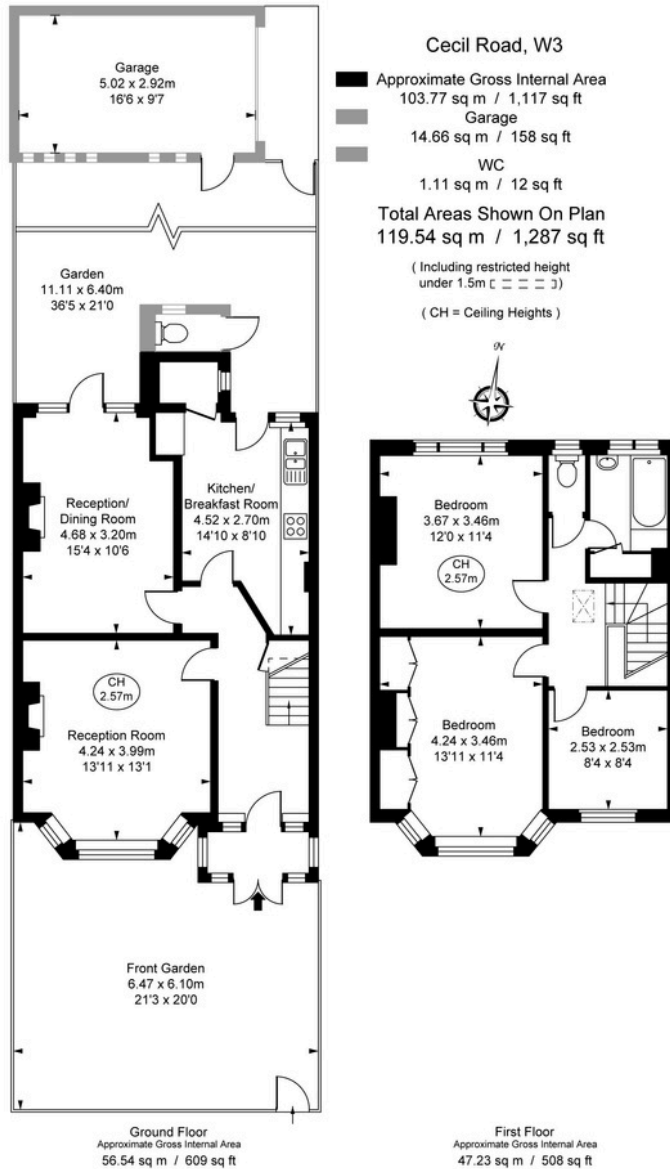 Cecil Road, W3
Approximate Gross Internal Area
103.77 sq m / 1,117 sq ft
Garage
14.66 sq m / 158 sq ft
WC
1.11 sq m / 12 sq ft
Total Areas Shown On Plan
119.54 sq m / 1,287 sq ft
( Including restricted height
under 1.5m )
( CH = Ceiling Heights )
N
Garage
5.02 x 2.92m
16'6 x 9'7
Garden
11.11 x 6.40m
36'5 x 21'0
Reception/
Dining Room
4.68 x 3.20m
15'4 x 10'6
Kitchen/
Breakfast Room
4.52 x 2.70m
14'10 x 8'10
CH
2.57m
Reception Room
4.24 x 3.99m
13'11 x 13'1
Front Garden
6.47 x 6.10m
21'3 x 20'0
Ground Floor
Approximate Gross Internal Area
56.54 sq m / 609 sq ft
Bedroom
3.67 x 3.46m
12'0 x 11'4
CH
2.57m
Bedroom
4.24 x 3.46m
13'11 x 11'4
Bedroom
2.53 x 2.53m
8'4 x 8'4
First Floor
Approximate Gross Internal Area
47.23 sq m / 508 sq ft